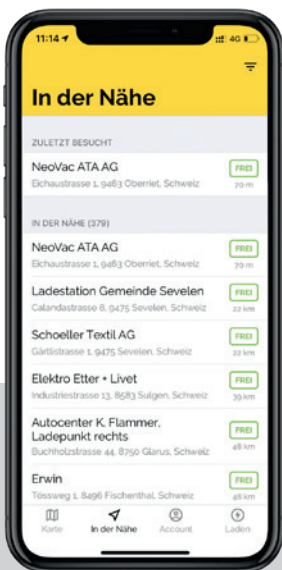 11:14
4G
In der Nähe
ZULETZT BESUCHT
NeoVac ATA AG
FREI
Eichaustrasse 1, 9463 Oberriet, Schweiz
70 m
IN DER NÄHE (379)
NeoVac ATA AG
FREI
Eichaustrasse 1, 9463 Oberriet, Schweiz
70 m
Ladestation Gemeinde Sevelen
FREI
Calandastrasse 8, 9475 Sevelen, Schweiz
22 km
Schoeller Textil AG
FREI
Gärtlistrasse 1, 9475 Sevelen, Schweiz
22 km
Elektro Etter + Livet
FREI
Industriestrasse 13, 8583 Sulgen, Schweiz
39 km
Autocenter K. Flammer,
Ladepunkt rechts
FREI
Buchholzstrasse 44, 8750 Glarus, Schweiz
48 km
Erwin
FREI
Tössweg 1, 8496 Fischenthal, Schweiz
48 km
Karte
In der Nähe
Account
Laden